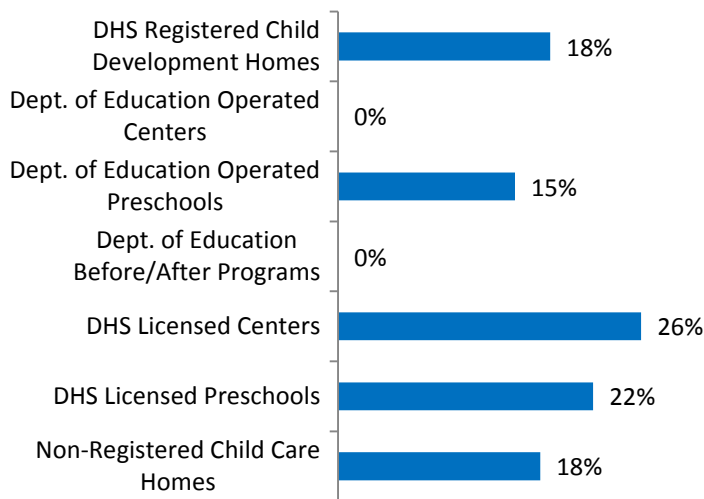 DHS Registered Child
Development Homes
18%
Dept. of Education Operated
Centers
0%
Dept. of Education Operated
Preschools
15%
Dept. of Education
Before/After Programs
0%
DHS Licensed Centers
26%
DHS Licensed Preschools
22%
Non-Registered Child Care
Homes
18%